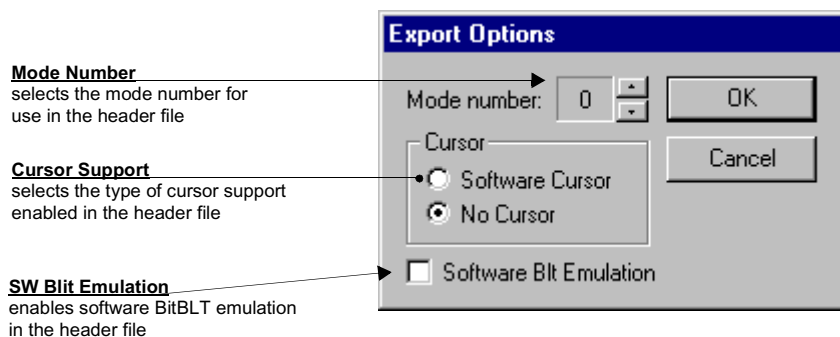 Export Options
Mode Number
selects the mode number for
use in the header file
Mode number: 0
OK
Cursor
Cancel
Cursor Support
selects the type of cursor support
enabled in the header file
Software Cursor
No Cursor
SW Blit Emulation
enables software BitBLT emulation
in the header file
Software Blt Emulation